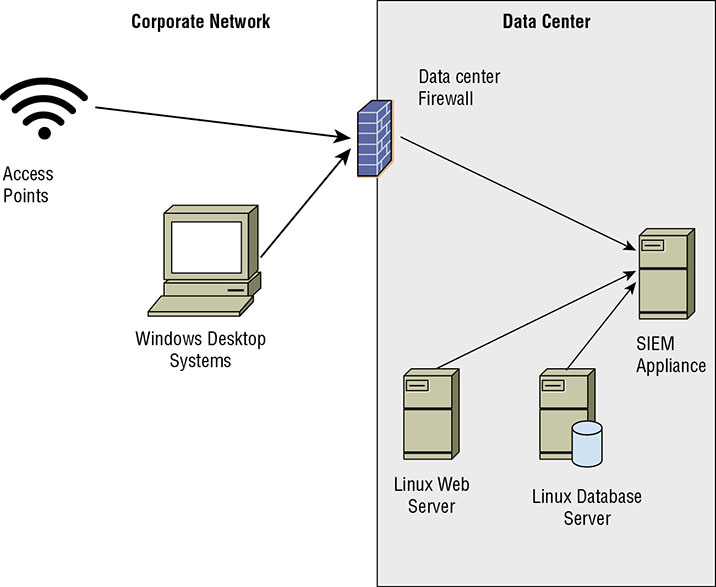 Corporate Network
Data Center
Data center
Firewall
Access
Points
Windows Desktop
Systems
SIEM
Appliance
Linux Web
Server
Linux Database
Server